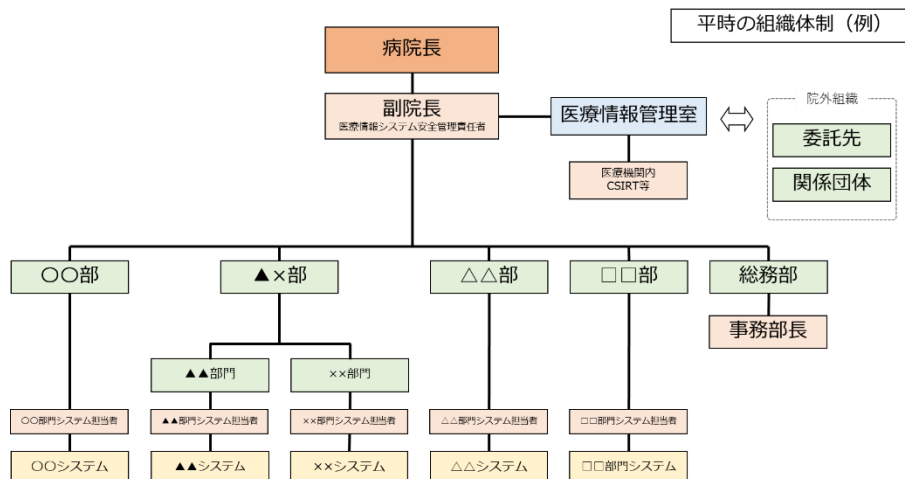 平時の組織体制（例）
病院長
副院長
医療情報システム安全管理責任者
医療情報管理室
院外組織
委託先
関係団体
医療機関内
CSIRT等
〇〇部
▲×部
△△部
□□部
総務部
事務部長
▲▲部門
××部門
〇〇部門システム担当者
▲▲部門システム担当者
××部門システム担当者
△△部門システム担当者
□□部門システム担当者
〇〇システム
▲▲システム
××システム
△△システム
□□部門システム